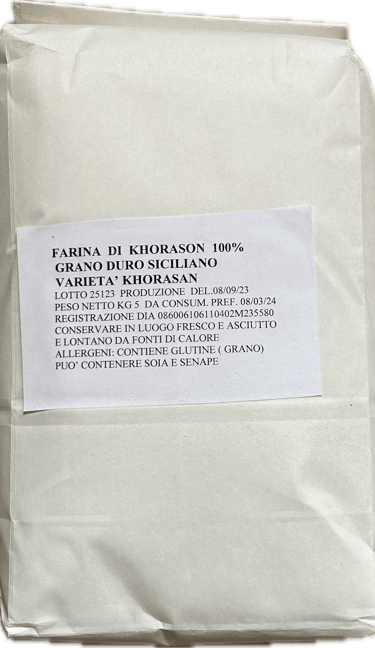 FARINA DI KHORASON 100%
GRANO DURO SICILIANO
VARIETA' KHORASAN
LOTTO 25123 PRODUZIONE DEL.08/09/23
PESO NETTO KG 5 DA CONSUM. PREF. 08/03/24
REGISTRAZIONE DIA 086006106110402M235580
CONSERVARE IN LUOGO FRESCO E ASCIUTTO
E LONTANO DA FONTI DI CALORE
ALLERGENI: CONTIENE GLUTINE ( GRANO)
PUO' CONTENERE SOIA E SENAPE